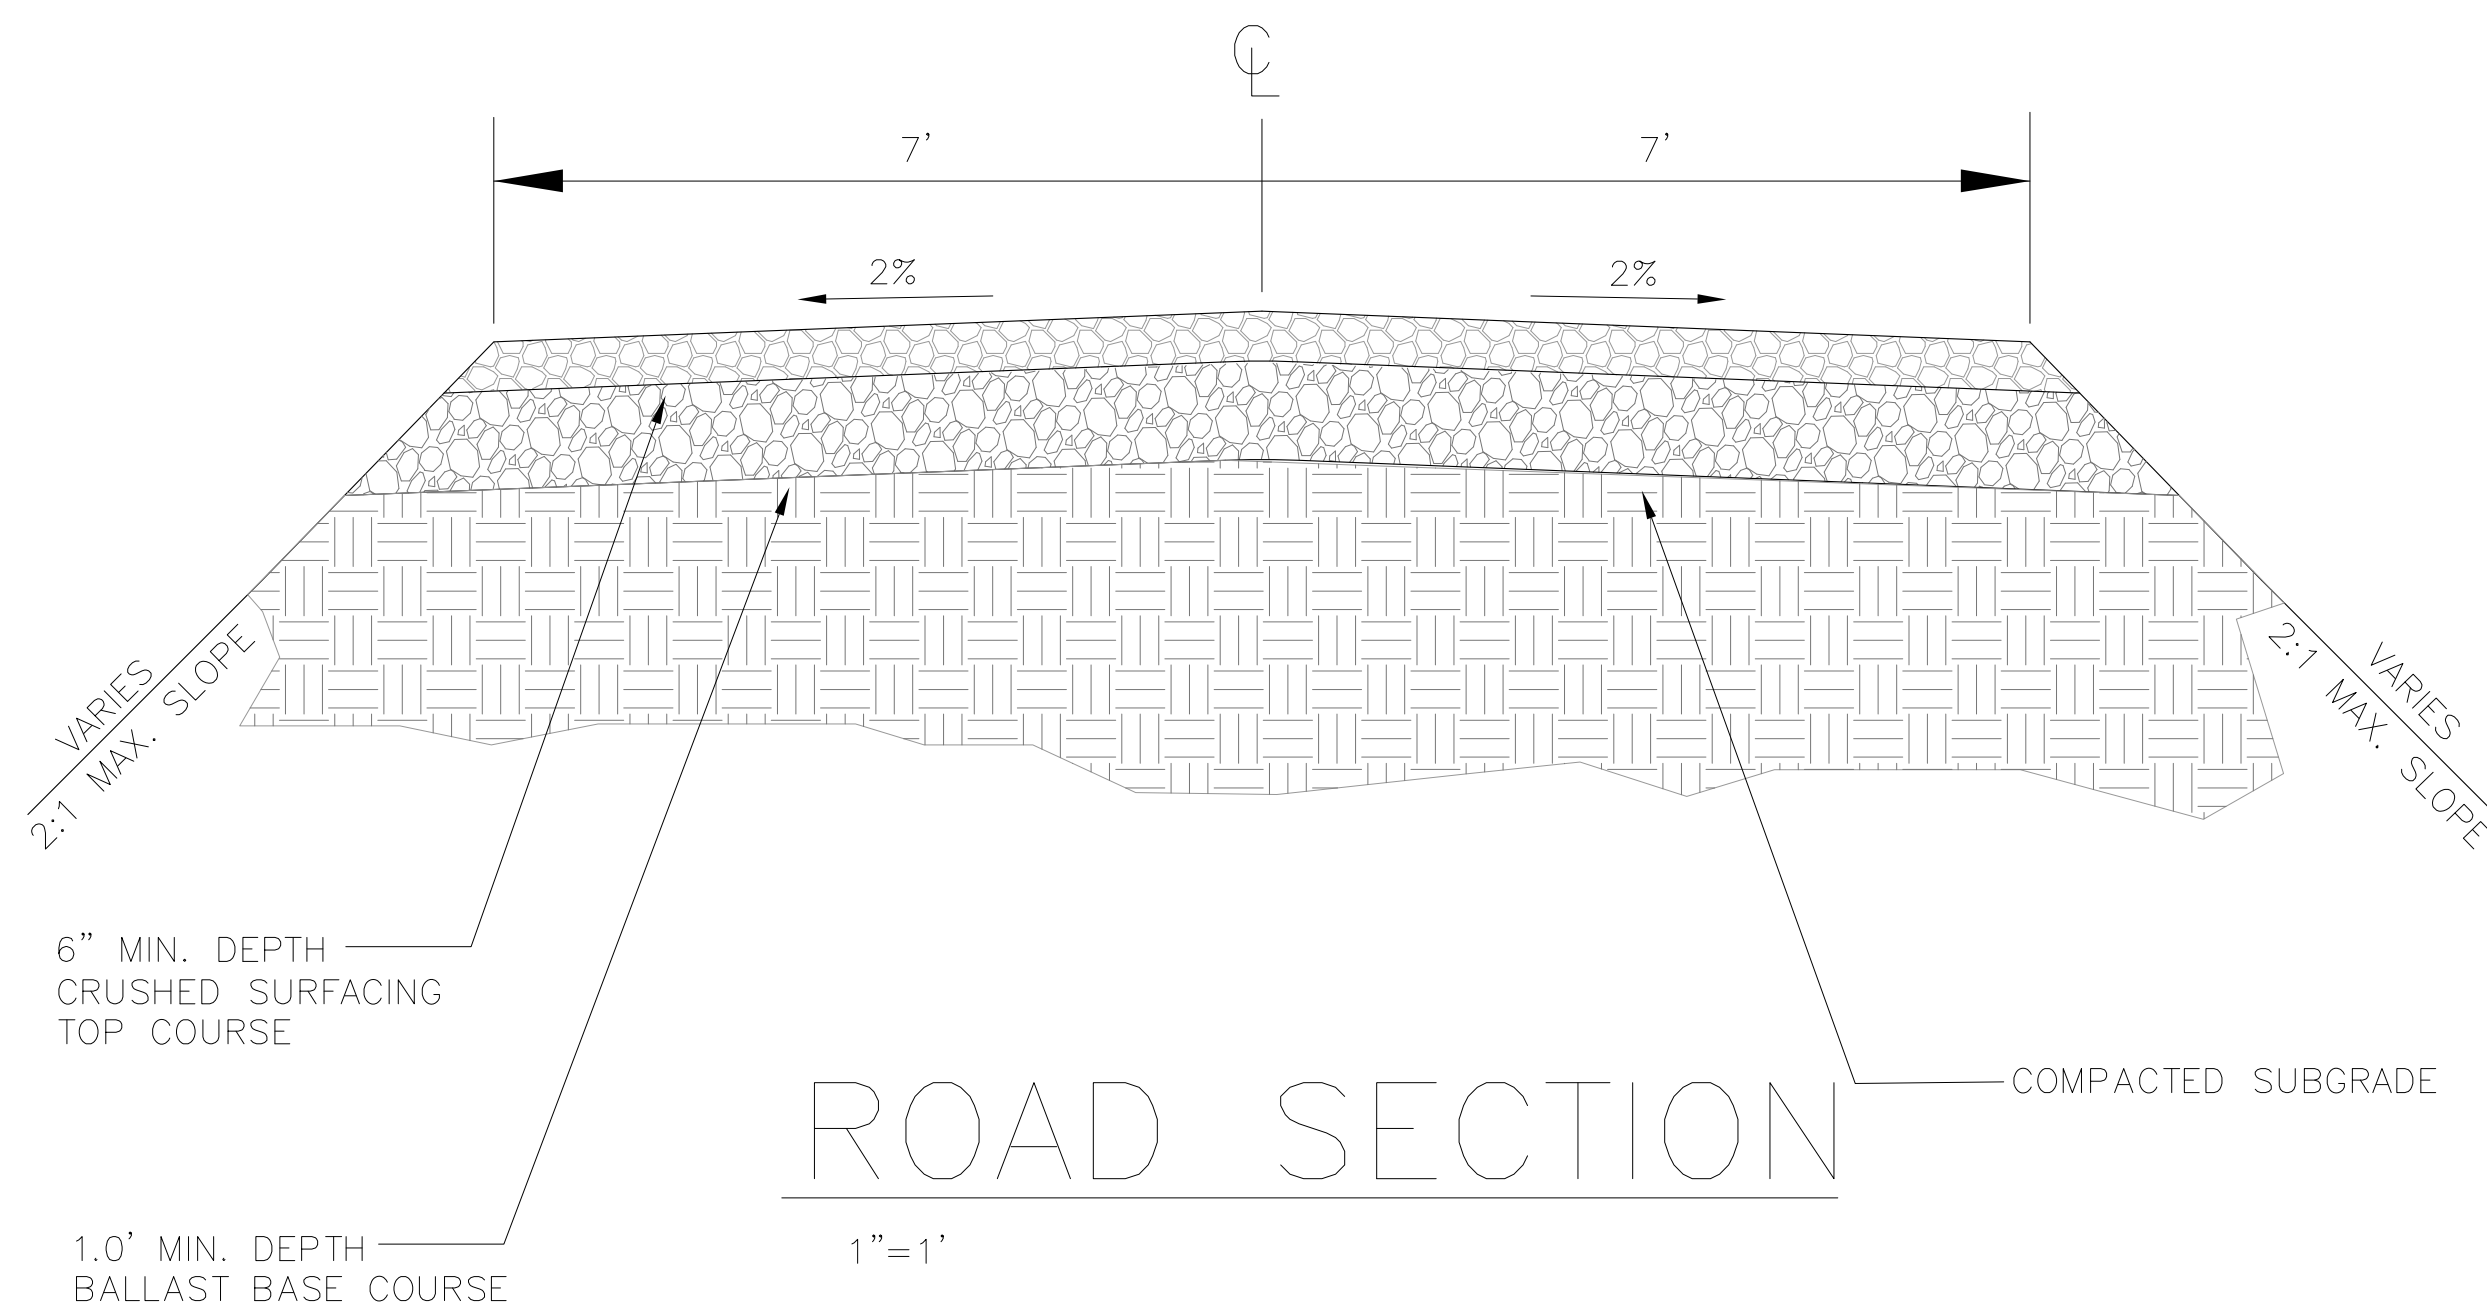 ℄
7’
7’
2%
2%
VARIES
2:1 MAX. SLOPE
VARIES
2:1 MAX. SLOPE
6” MIN. DEPTH
CRUSHED SURFACING
TOP COURSE
COMPACTED SUBGRADE
ROAD SECTION
1”=1’
1.0’ MIN. DEPTH
BALLAST BASE COURSE